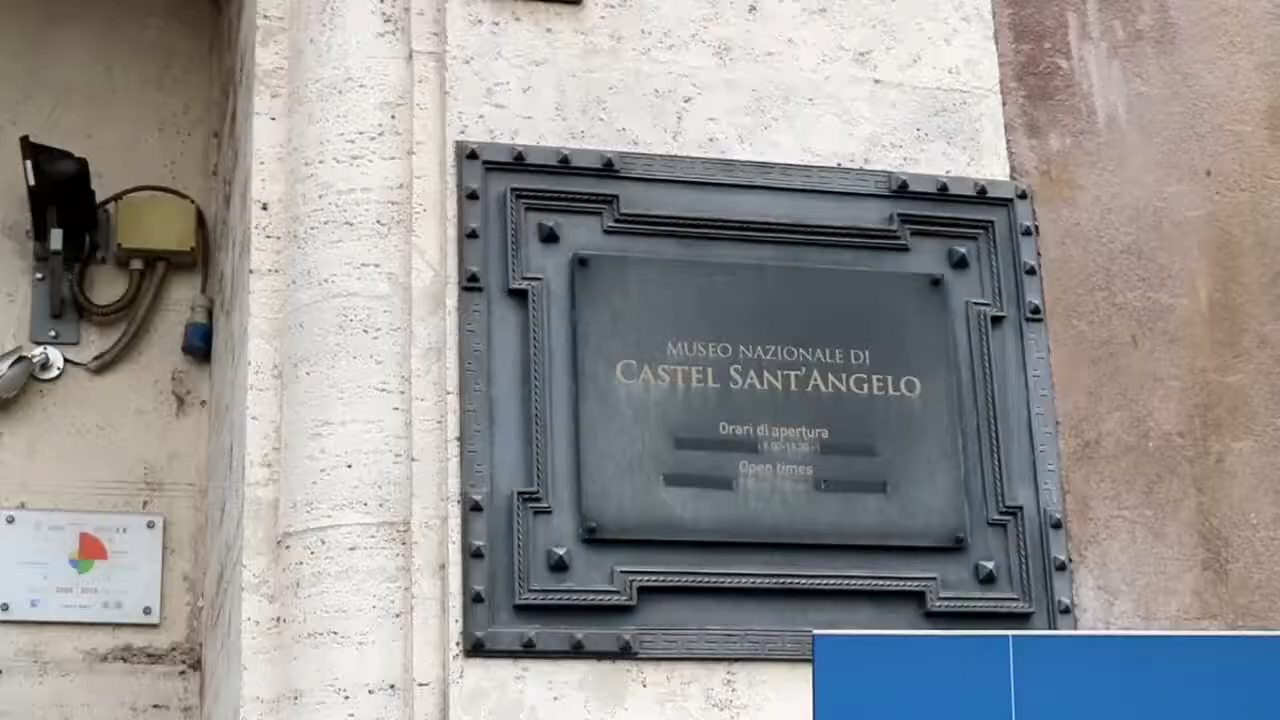 MUSEO NAZIONALE DI
CASTEL SANT'ANGELO
Orari di apertura
Open times